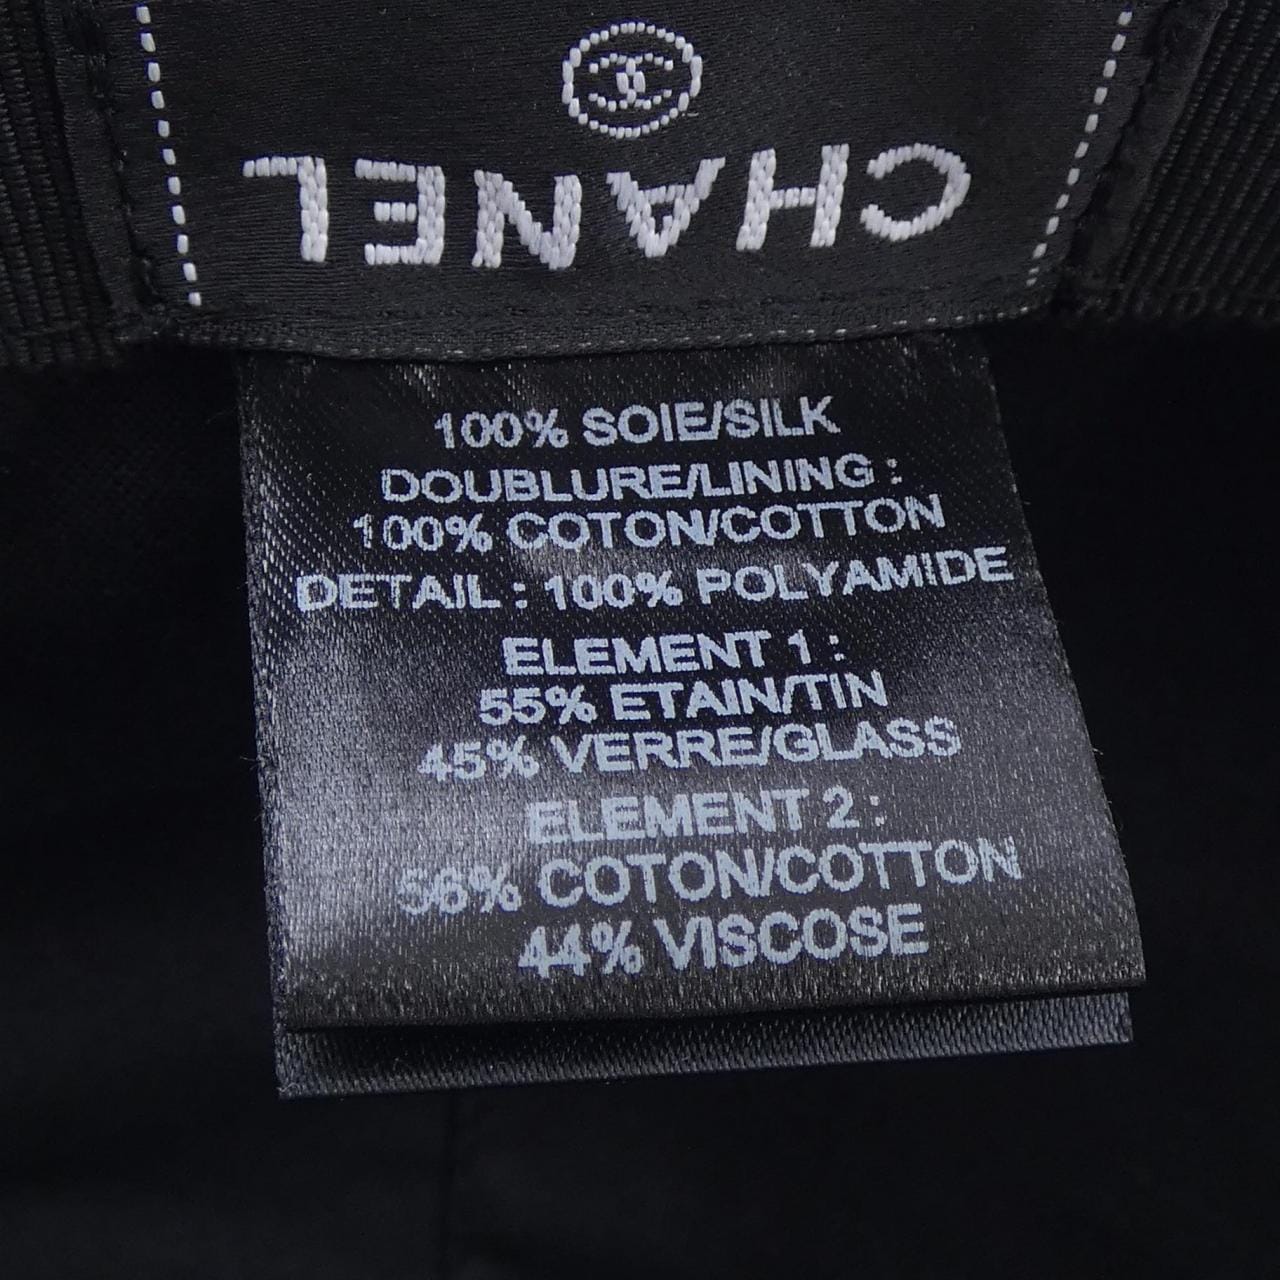 CHANEL
100% SOIE/SILK
DOUBLURE/LINING :
100% COTON/COTTON
DETAIL : 100% POLYAMIDE
ELEMENT 1 :
55% ETAIN/TIN
45% VERRE/GLASS
ELEMENT 2 :
56% COTON/COTTON
44% VISCOSE